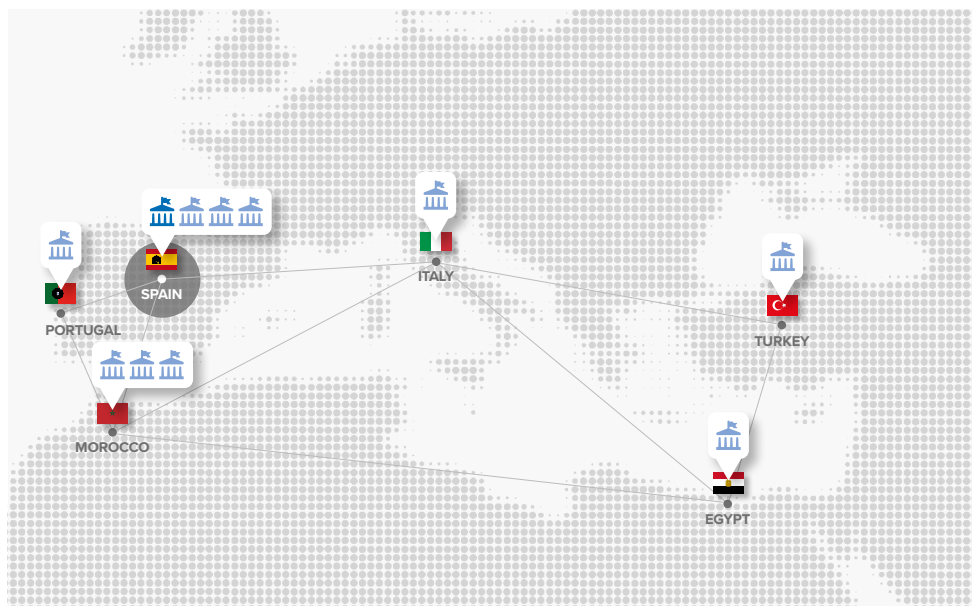 SPAIN
ITALY
PORTUGAL
TURKEY
MOROCCO
EGYPT